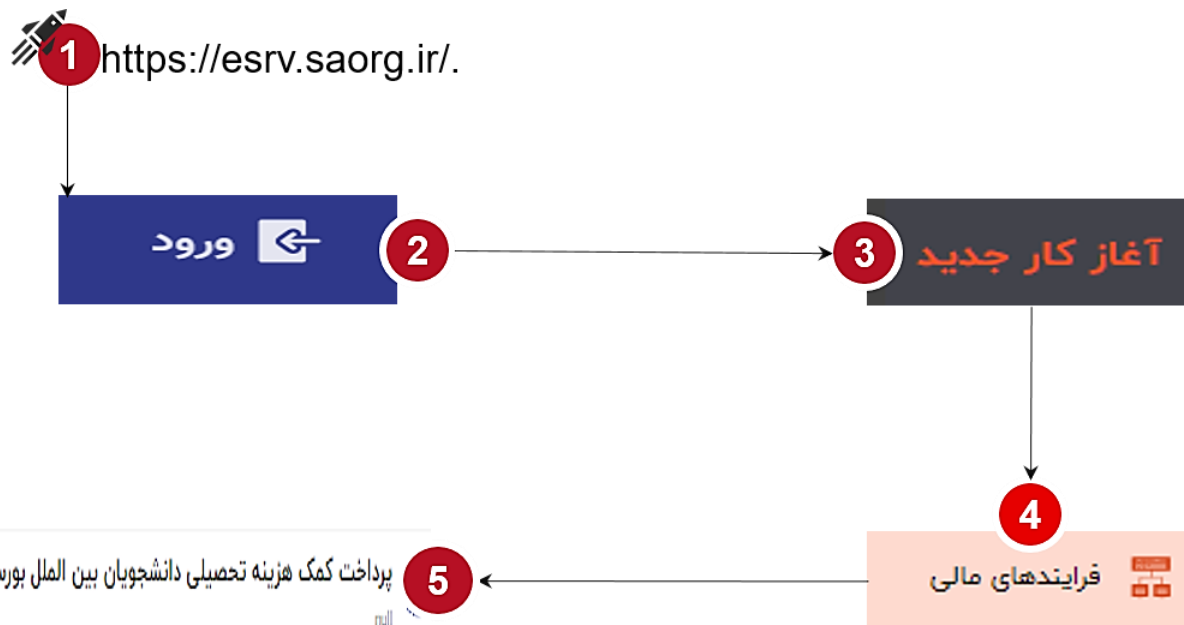 1 https://esrv.saorg.ir/.
ورود
2
3
آغاز کار جدید
4
فرایندهای مالی
5
پرداخت کمک هزینه تحصیلی دانشجویان بین الملل
null